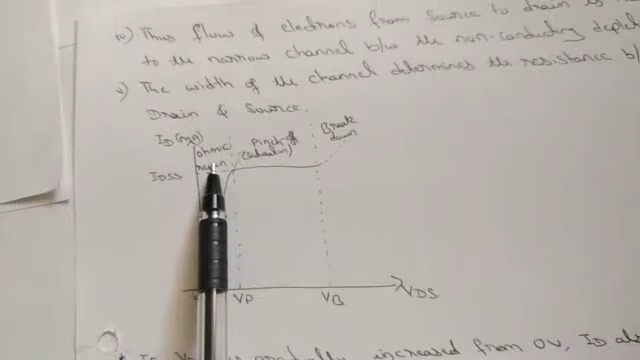 iv) Thus flow of electrons from source to drain is
to the narrow channel b/w the non-conducting deple
v) The width of the channel determines the resistance b/
Drain & Source.
ID(mA)
ohmic
region
Pinch-off
(saturation)
Break
down
IDSS
VP
VB
VDS
increased from 0V, ID al